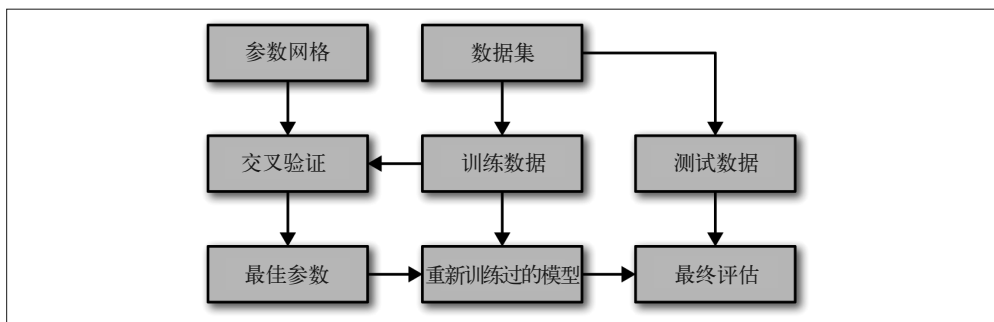 参数网格
数据集
交叉验证
训练数据
测试数据
最佳参数
重新训练过的模型
最终评估